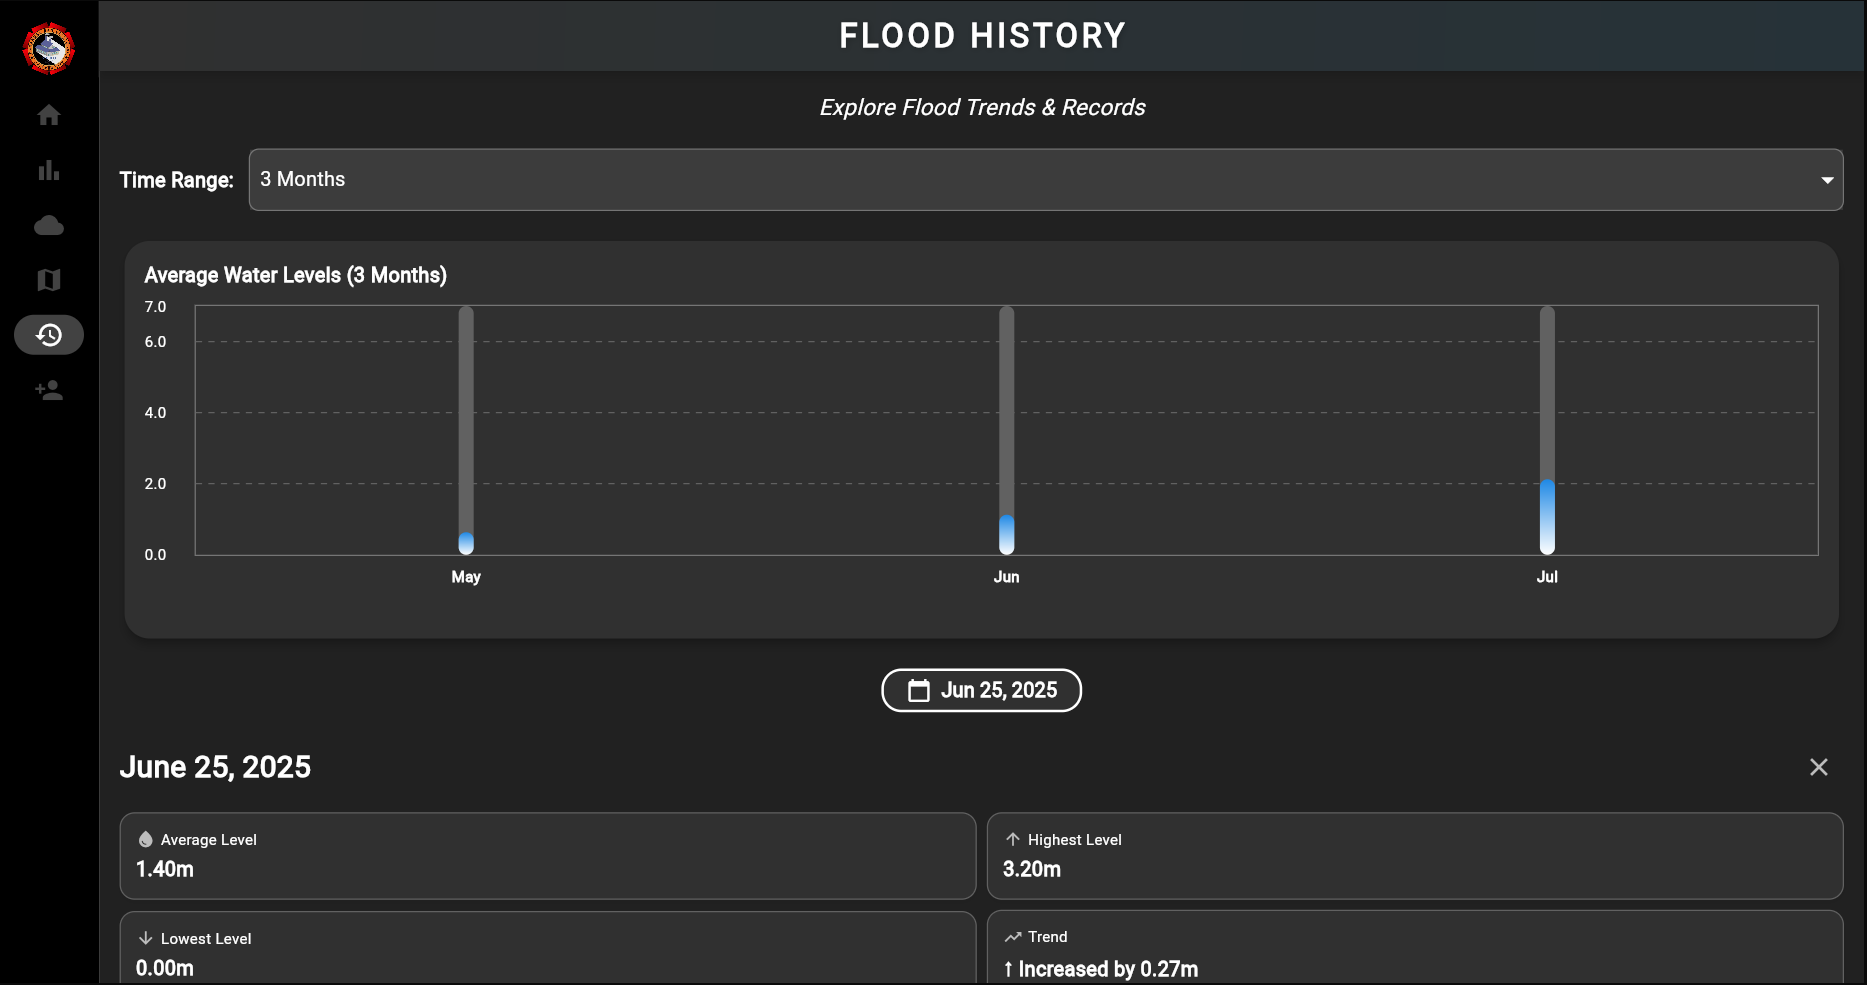 FLOOD HISTORY
Explore Flood Trends & Records
Time Range:
3 Months
Average Water Levels (3 Months)
7.0
6.0
4.0
2.0
0.0
May
Jun
Jul
Jun 25, 2025
June 25, 2025
Average Level
1.40m
Highest Level
3.20m
Lowest Level
0.00m
Trend
↑ Increased by 0.27m